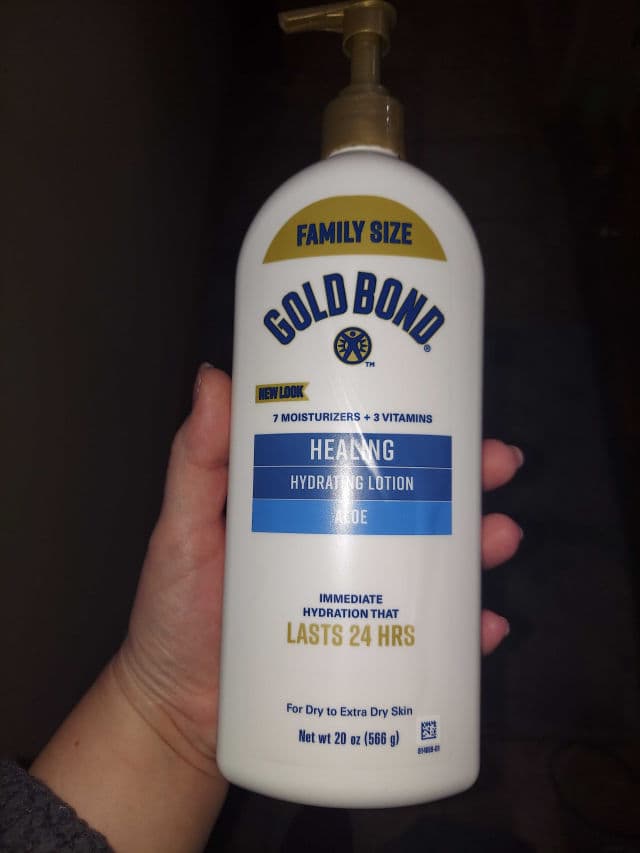 FAMILY SIZE
GOLD BOND®
TM
NEW LOOK
7 MOISTURIZERS + 3 VITAMINS
HEALING
HYDRATING LOTION
ALOE
IMMEDIATE
HYDRATION THAT
LASTS 24 HRS
For Dry to Extra Dry Skin
Net wt 20 oz (566 g)